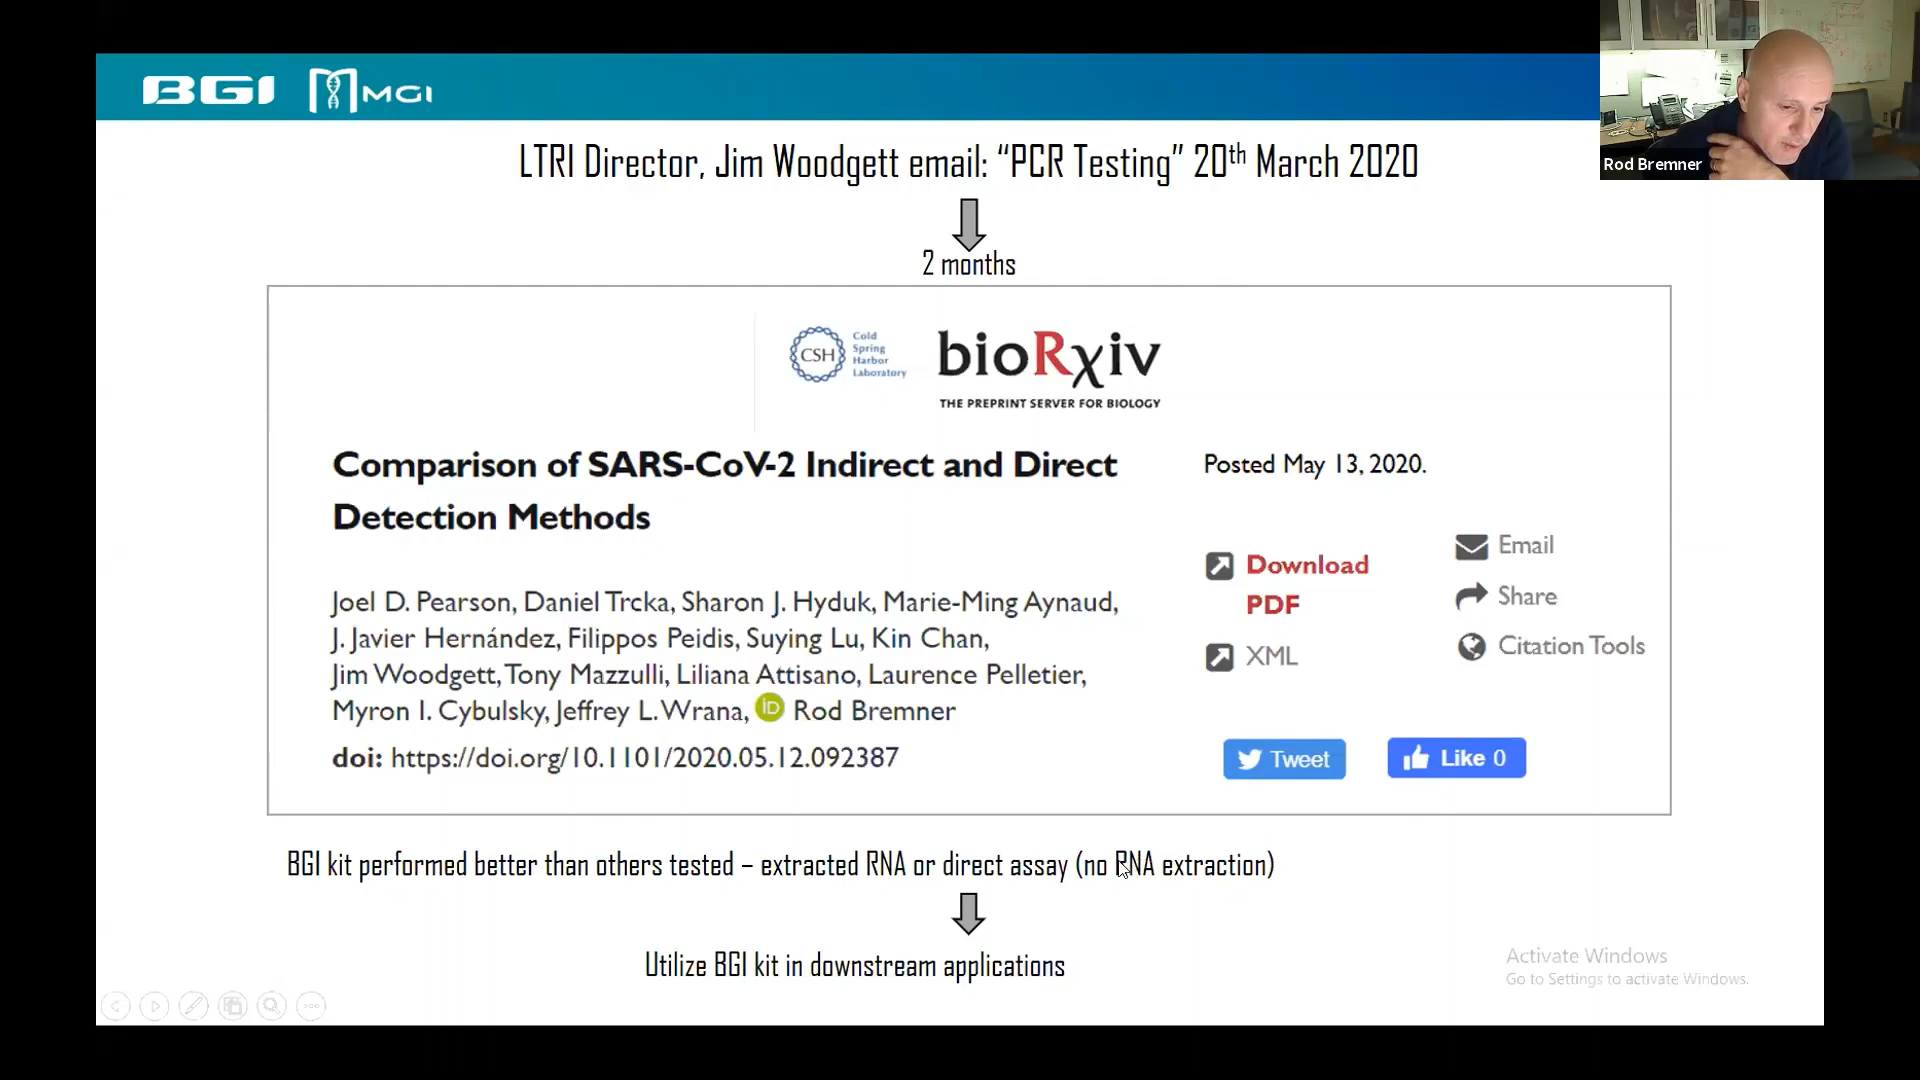 BGI MGI
Rod Bremner
LTRI Director, Jim Woodgett email: “PCR Testing” 20th March 2020
2 months
CSH Cold
Spring
Harbor
Laboratory
bioRχiv
THE PREPRINT SERVER FOR BIOLOGY
Comparison of SARS-CoV-2 Indirect and Direct
Detection Methods
Posted May 13, 2020.
Joel D. Pearson, Daniel Trcka, Sharon J. Hyduk, Marie-Ming Aynaud,
J. Javier Hernández, Filippos Peidis, Suying Lu, Kin Chan,
Jim Woodgett, Tony Mazzulli, Liliana Attisano, Laurence Pelletier,
Myron I. Cybulsky, Jeffrey L. Wrana, iD Rod Bremner
doi: https://doi.org/10.1101/2020.05.12.092387
Download
PDF
XML
Email
Share
Citation Tools
Tweet
Like 0
BGI kit performed better than others tested – extracted RNA or direct assay (no RNA extraction)
Utilize BGI kit in downstream applications
Activate Windows
Go to Settings to activate Windows.